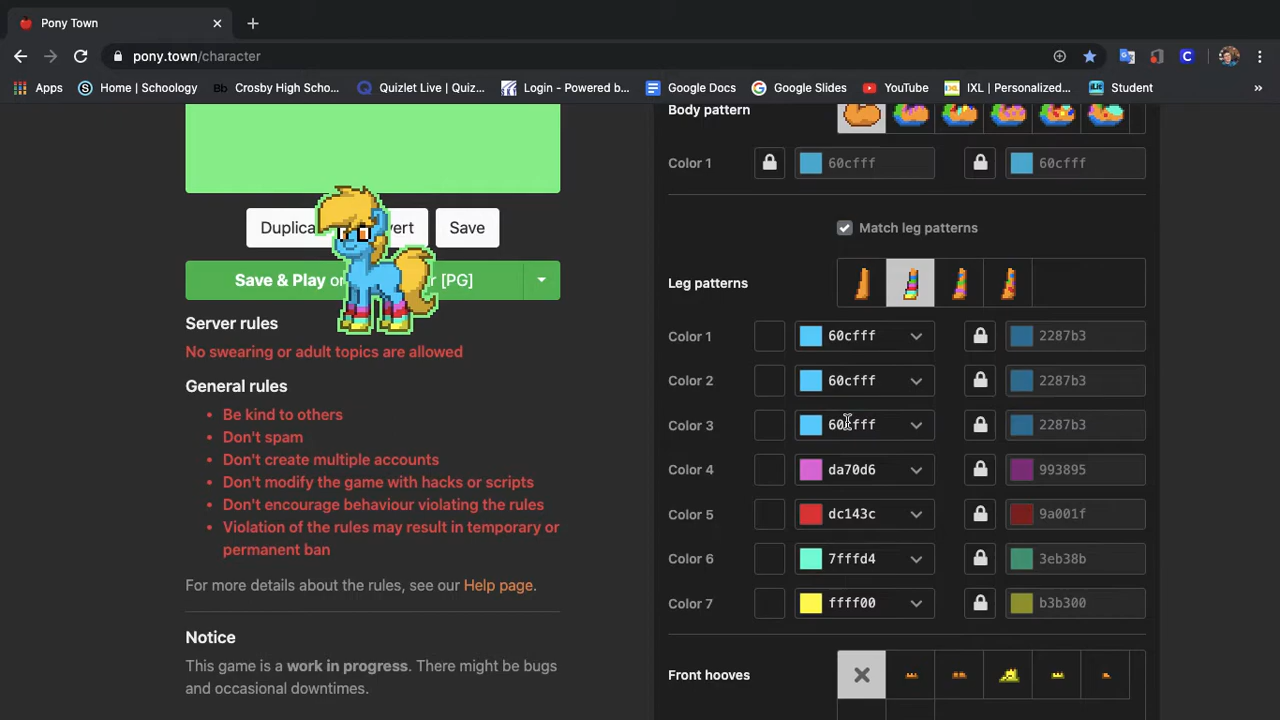 Pony Town
pony.town/character
Apps
Home | Schoology
Bb Crosby High Scho...
Quizlet Live | Quiz...
Login - Powered b...
Google Docs
Google Slides
YouTube
IXL | Personalized...
Student
»
Body pattern
Color 1 60cfff 60cfff
Match leg patterns
Leg patterns
Color 1 60cfff 2287b3
Color 2 60cfff 2287b3
Color 3 60cfff 2287b3
Color 4 da70d6 993895
Color 5 dc143c 9a001f
Color 6 7fffd4 3eb38b
Color 7 ffff00 b3b300
Front hooves
Save
Save & Play
[PG]
Server rules
No swearing or adult topics are allowed
General rules
• Be kind to others
• Don't spam
• Don't create multiple accounts
• Don't modify the game with hacks or scripts
• Don't encourage behaviour violating the rules
• Violation of the rules may result in temporary or
permanent ban
For more details about the rules, see our Help page.
Notice
This game is a work in progress. There might be bugs
and occasional downtimes.